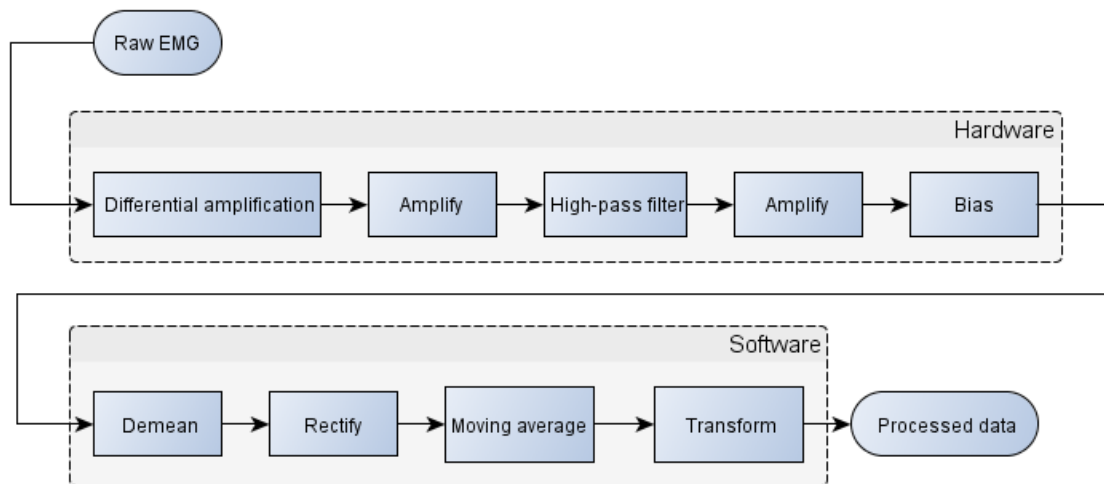 Raw EMG
Hardware
Differential amplification
Amplify
High-pass filter
Amplify
Bias
Software
Demean
Rectify
Moving average
Transform
Processed data